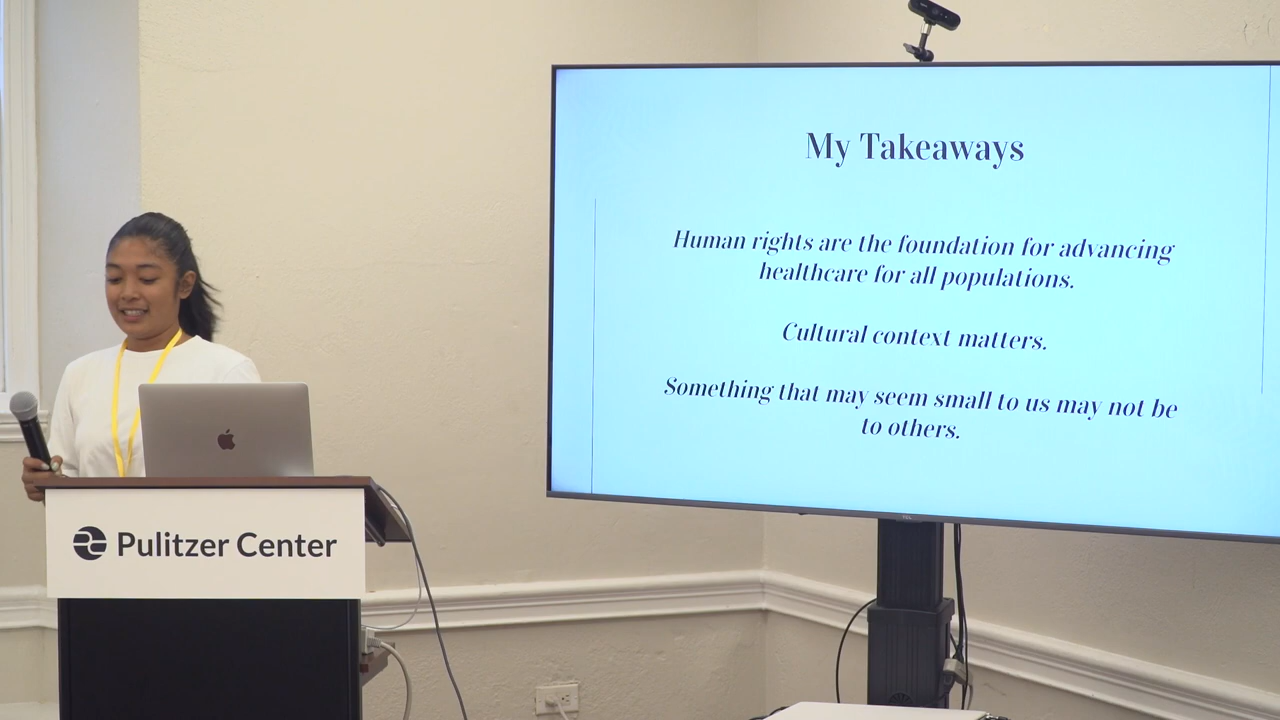 My Takeaways
Human rights are the foundation for advancing
healthcare for all populations.
Cultural context matters.
Something that may seem small to us may not be
to others.
Pulitzer Center
TCL